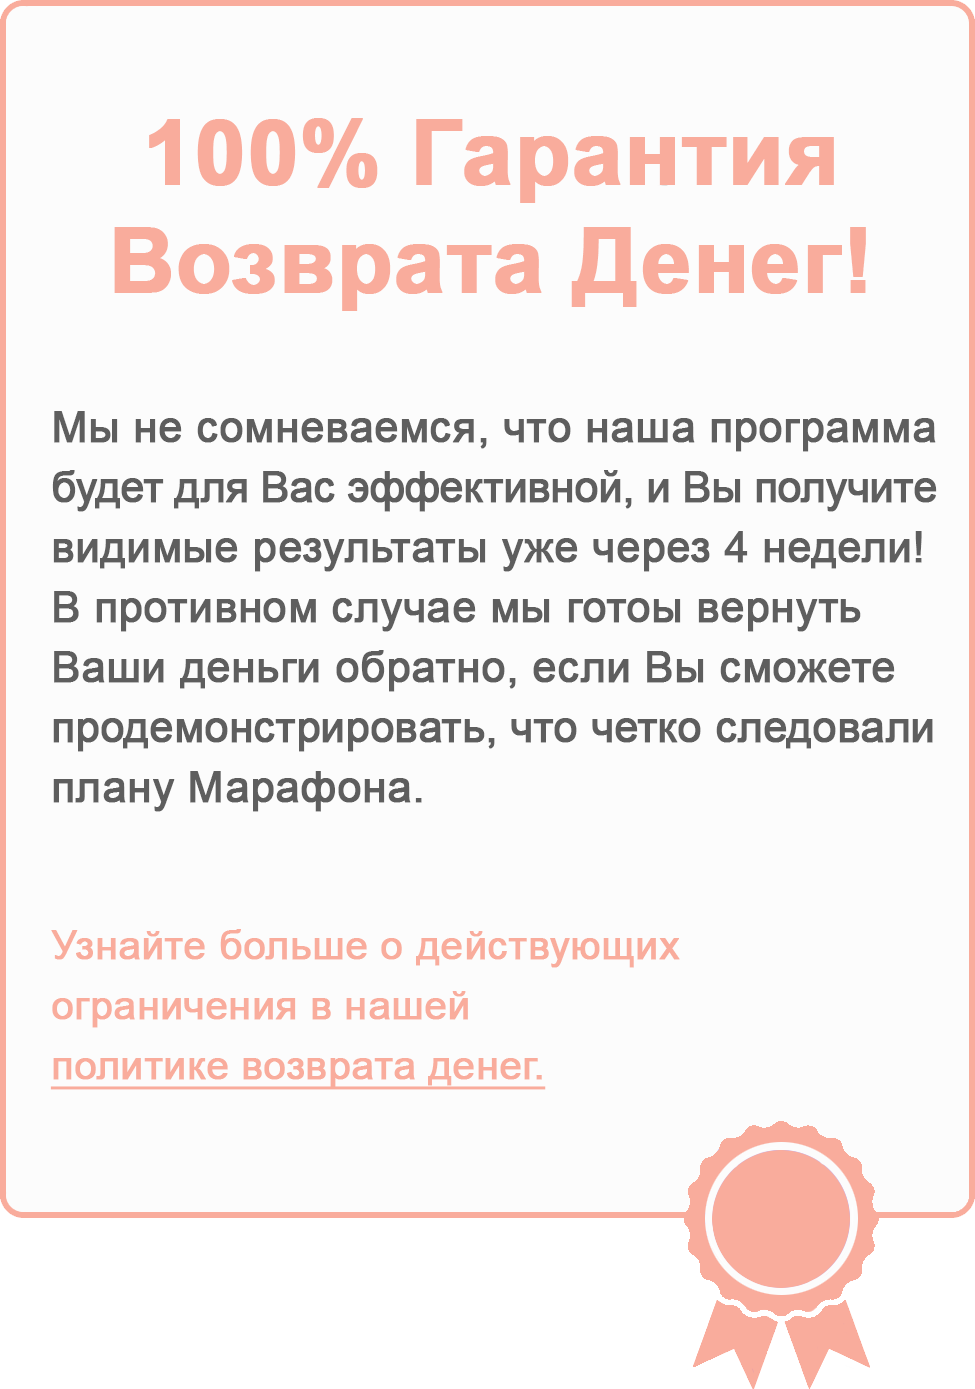 100% Гарантия
Возврата Денег!
Мы не сомневаемся, что наша программа
будет для Вас эффективной, и Вы получите
видимые результаты уже через 4 недели!
В противном случае мы готоы вернуть
Ваши деньги обратно, если Вы сможете
продемонстрировать, что четко следовали
плану Марафона.
Узнайте больше о действующих
ограничения в нашей
политике возврата денег.